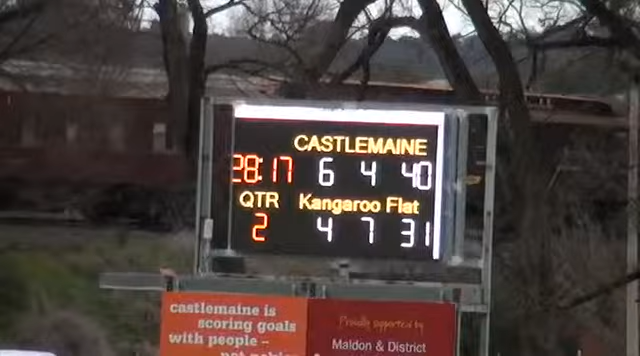 CASTLEMAINE
28:17 6 4 40
QTR Kangaroo Flat
2 4 7 31
castlemaine is
scoring goals
with people –
Proudly supported by
Maldon & District